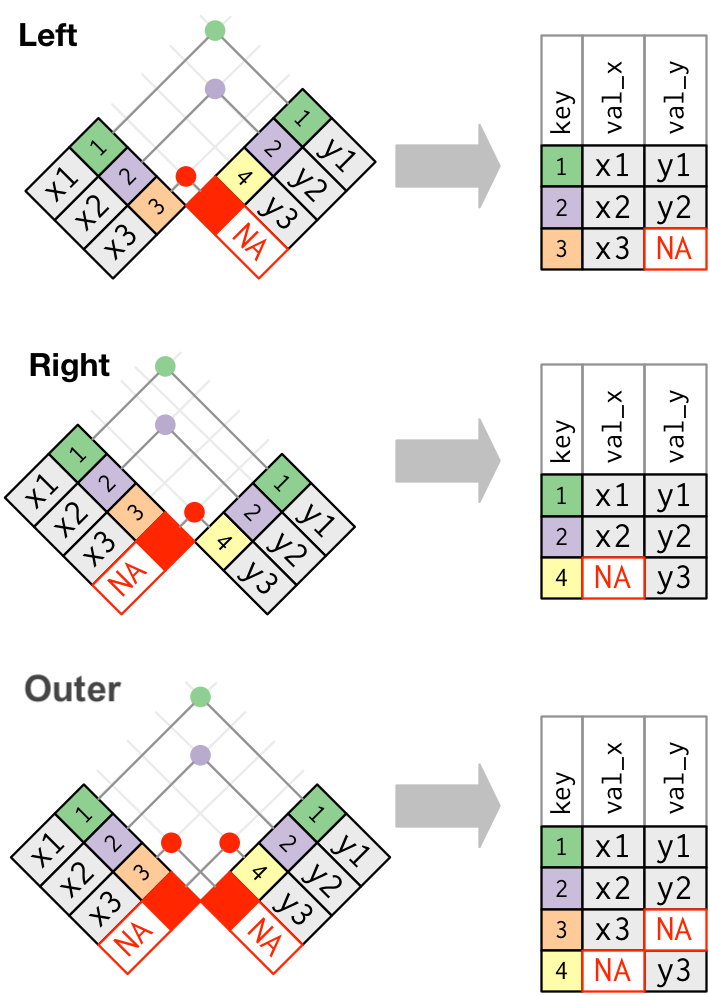 Left
1 2 3
x1 x2 x3
1 2 4
y1 y2 y3 NA
key val_x val_y
1 x1 y1
2 x2 y2
3 x3 NA
Right
1 2 3
x1 x2 x3 NA
1 2 4
y1 y2 y3
key val_x val_y
1 x1 y1
2 x2 y2
4 NA y3
Outer
1 2 3
x1 x2 x3 NA
1 2 4
y1 y2 y3 NA
key val_x val_y
1 x1 y1
2 x2 y2
3 x3 NA
4 NA y3